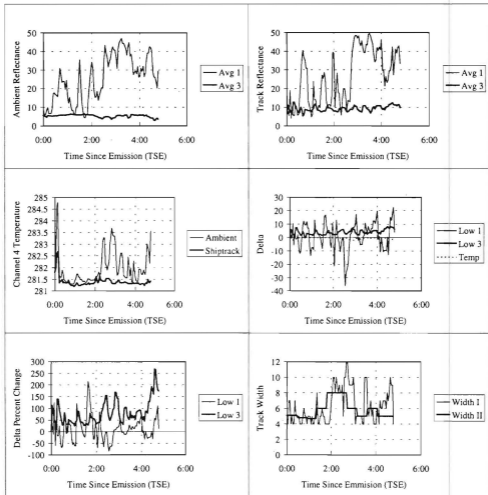 Ambient Reflectance
50
40
30
20
10
0
0:00 2:00 4:00 6:00
Time Since Emission (TSE)
Avg 1
Avg 3
Track Reflectance
50
40
30
20
10
0
0:00 2:00 4:00 6:00
Time Since Emission (TSE)
Avg 1
Avg 3
Channel 4 Temperature
285
284.5
284
283.5
283
282.5
282
281.5
281
0:00 2:00 4:00 6:00
Time Since Emission (TSE)
Ambient
Shiptrack
Delta
30
20
10
0
-10
-20
-30
-40
0:00 2:00 4:00 6:00
Time Since Emission (TSE)
Low 1
Low 3
Temp
Delta Percent Change
300
250
200
150
100
50
0
-50
-100
0:00 2:00 4:00 6:00
Time Since Emission (TSE)
Low 1
Low 3
Track Width
12
10
8
6
4
2
0
0:00 2:00 4:00 6:00
Time Since Emmision (TSE)
Width I
Width II